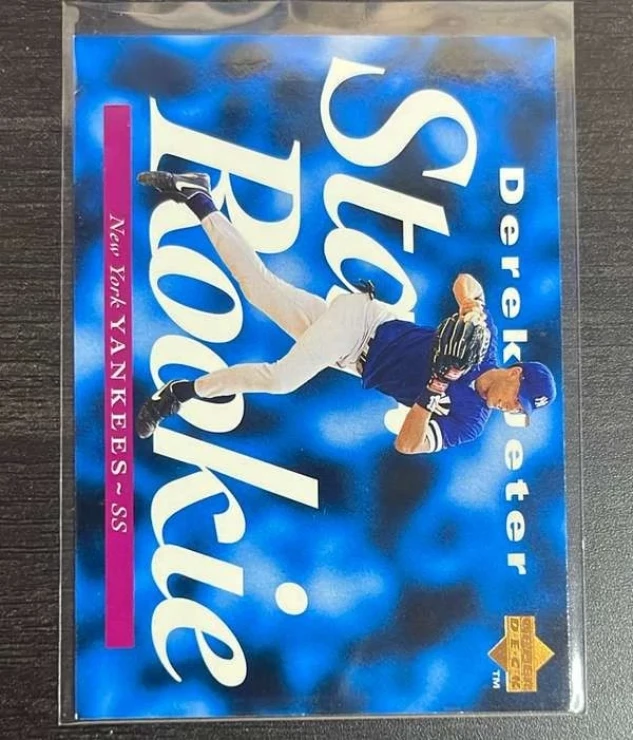 Derek Jeter
Star
Rookie
New York YANKEES ~ SS
UPPER
DECK
TM